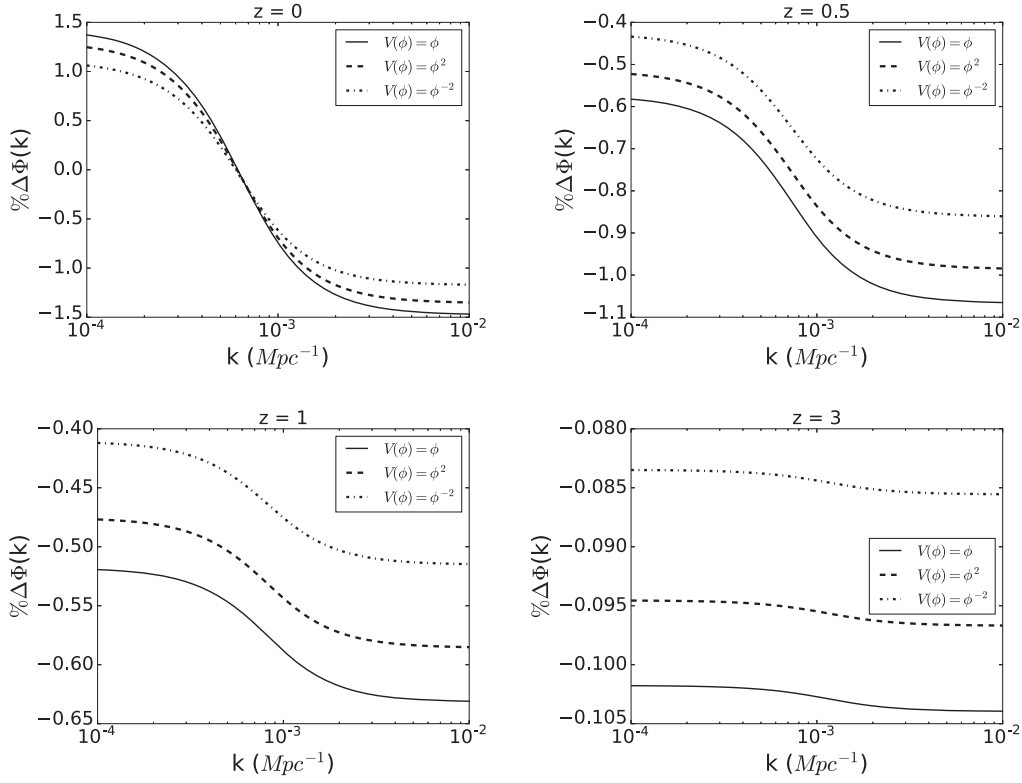 z = 0
1.5
1.0
0.5
0.0
−0.5
−1.0
−1.5
%ΔΦ(k)
V(ϕ) = ϕ
V(ϕ) = ϕ²
V(ϕ) = ϕ⁻²
10⁻⁴ 10⁻³ 10⁻²
k (Mpc⁻¹)
z = 0.5
−0.4
−0.5
−0.6
−0.7
−0.8
−0.9
−1.0
−1.1
%ΔΦ(k)
V(ϕ) = ϕ
V(ϕ) = ϕ²
V(ϕ) = ϕ⁻²
10⁻⁴ 10⁻³ 10⁻²
k (Mpc⁻¹)
z = 1
−0.40
−0.45
−0.50
−0.55
−0.60
−0.65
%ΔΦ(k)
V(ϕ) = ϕ
V(ϕ) = ϕ²
V(ϕ) = ϕ⁻²
10⁻⁴ 10⁻³ 10⁻²
k (Mpc⁻¹)
z = 3
−0.080
−0.085
−0.090
−0.095
−0.100
−0.105
%ΔΦ(k)
V(ϕ) = ϕ
V(ϕ) = ϕ²
V(ϕ) = ϕ⁻²
10⁻⁴ 10⁻³ 10⁻²
k (Mpc⁻¹)